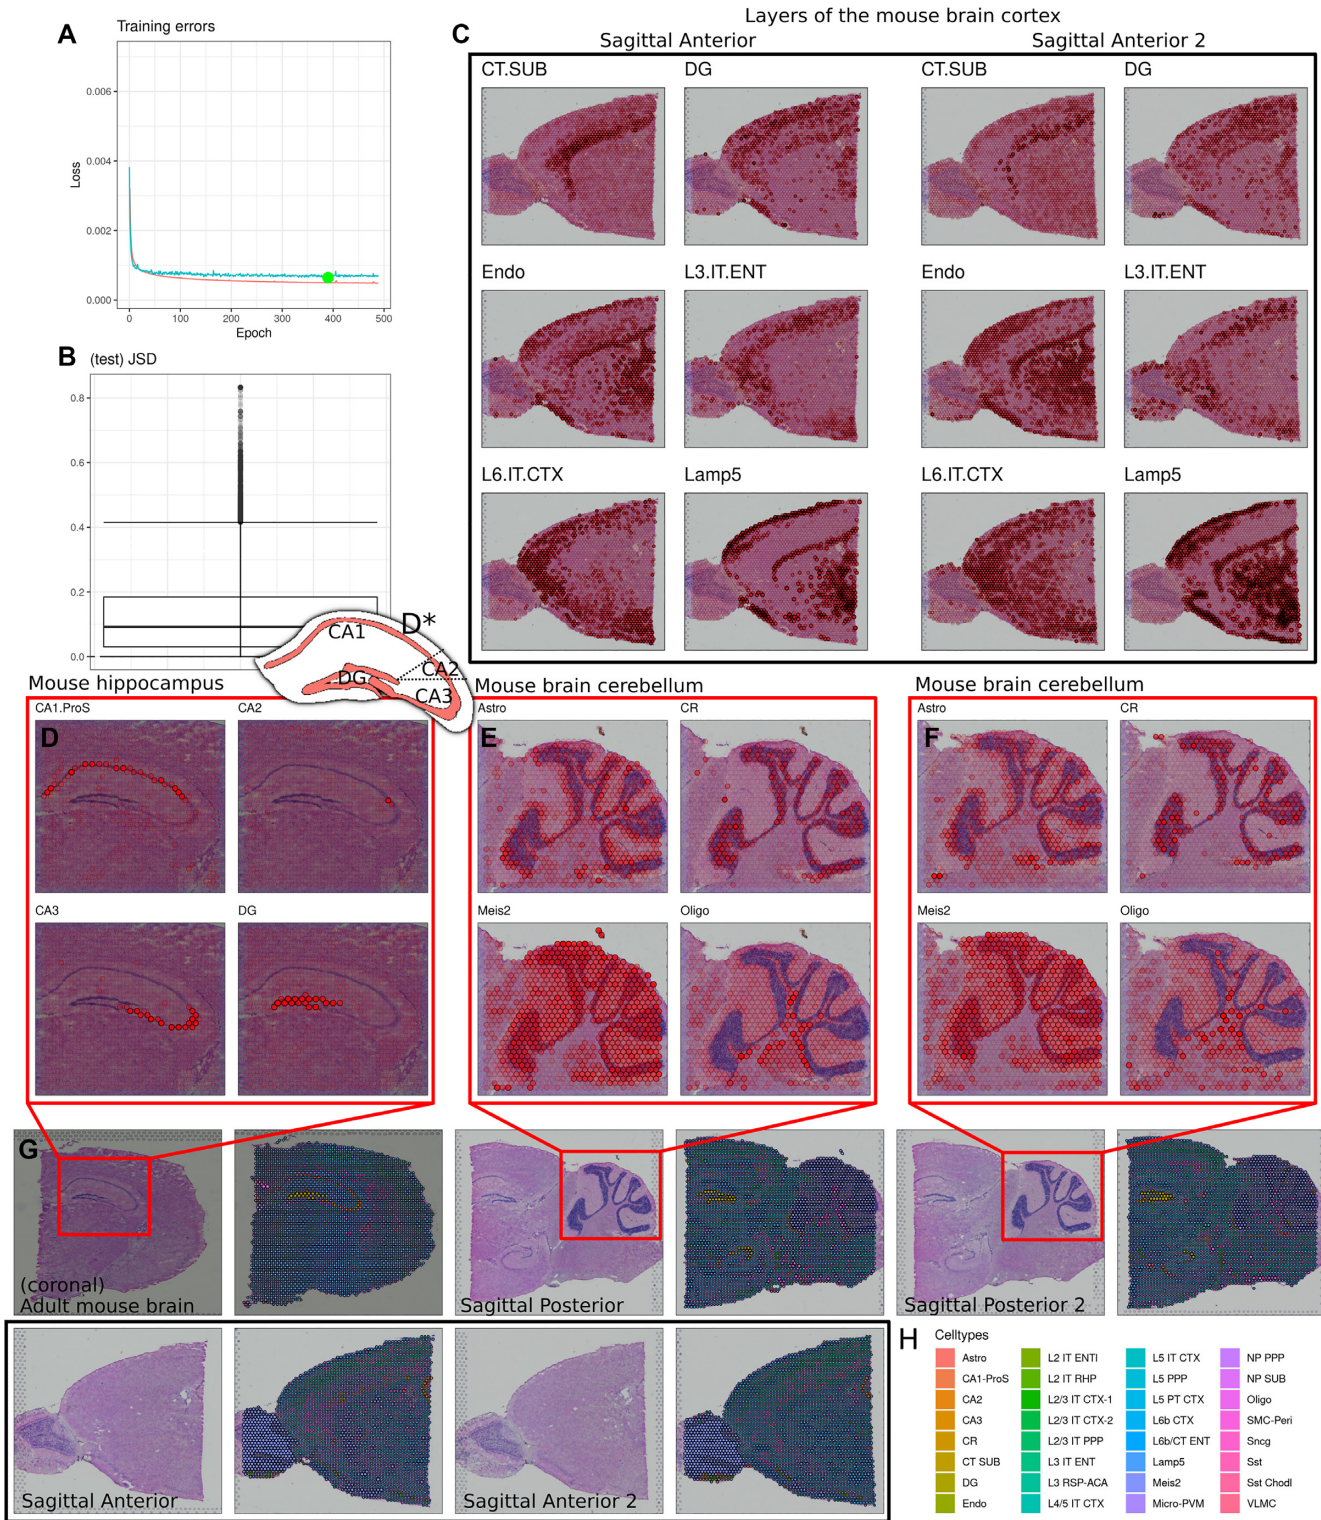 A
Training errors
0.006
0.004
0.002
0.000
Loss
0
100
200
300
400
500
Epoch
B
(test) JSD
0.8
0.6
0.4
0.2
0.0
C
Layers of the mouse brain cortex
Sagittal Anterior
Sagittal Anterior 2
CT.SUB
DG
CT.SUB
DG
Endo
L3.IT.ENT
Endo
L3.IT.ENT
L6.IT.CTX
Lamp5
L6.IT.CTX
Lamp5
D*
CA1
CA2
DG
CA3
Mouse hippocampus
CA1.ProS
CA2
D
CA3
DG
Mouse brain cerebellum
Astro
CR
E
Meis2
Oligo
Mouse brain cerebellum
Astro
CR
F
Meis2
Oligo
G
(coronal)
Adult mouse brain
Sagittal Posterior
Sagittal Posterior 2
Sagittal Anterior
Sagittal Anterior 2
H
Celltypes
Astro
CA1-ProS
CA2
CA3
CR
CT SUB
DG
Endo
L2 IT ENTl
L2 IT RHP
L2/3 IT CTX-1
L2/3 IT CTX-2
L2/3 IT PPP
L3 IT ENT
L3 RSP-ACA
L4/5 IT CTX
L5 IT CTX
L5 PPP
L5 PT CTX
L6b CTX
L6b/CT ENT
Lamp5
Meis2
Micro-PVM
NP PPP
NP SUB
Oligo
SMC-Peri
Sncg
Sst
Sst Chodl
VLMC